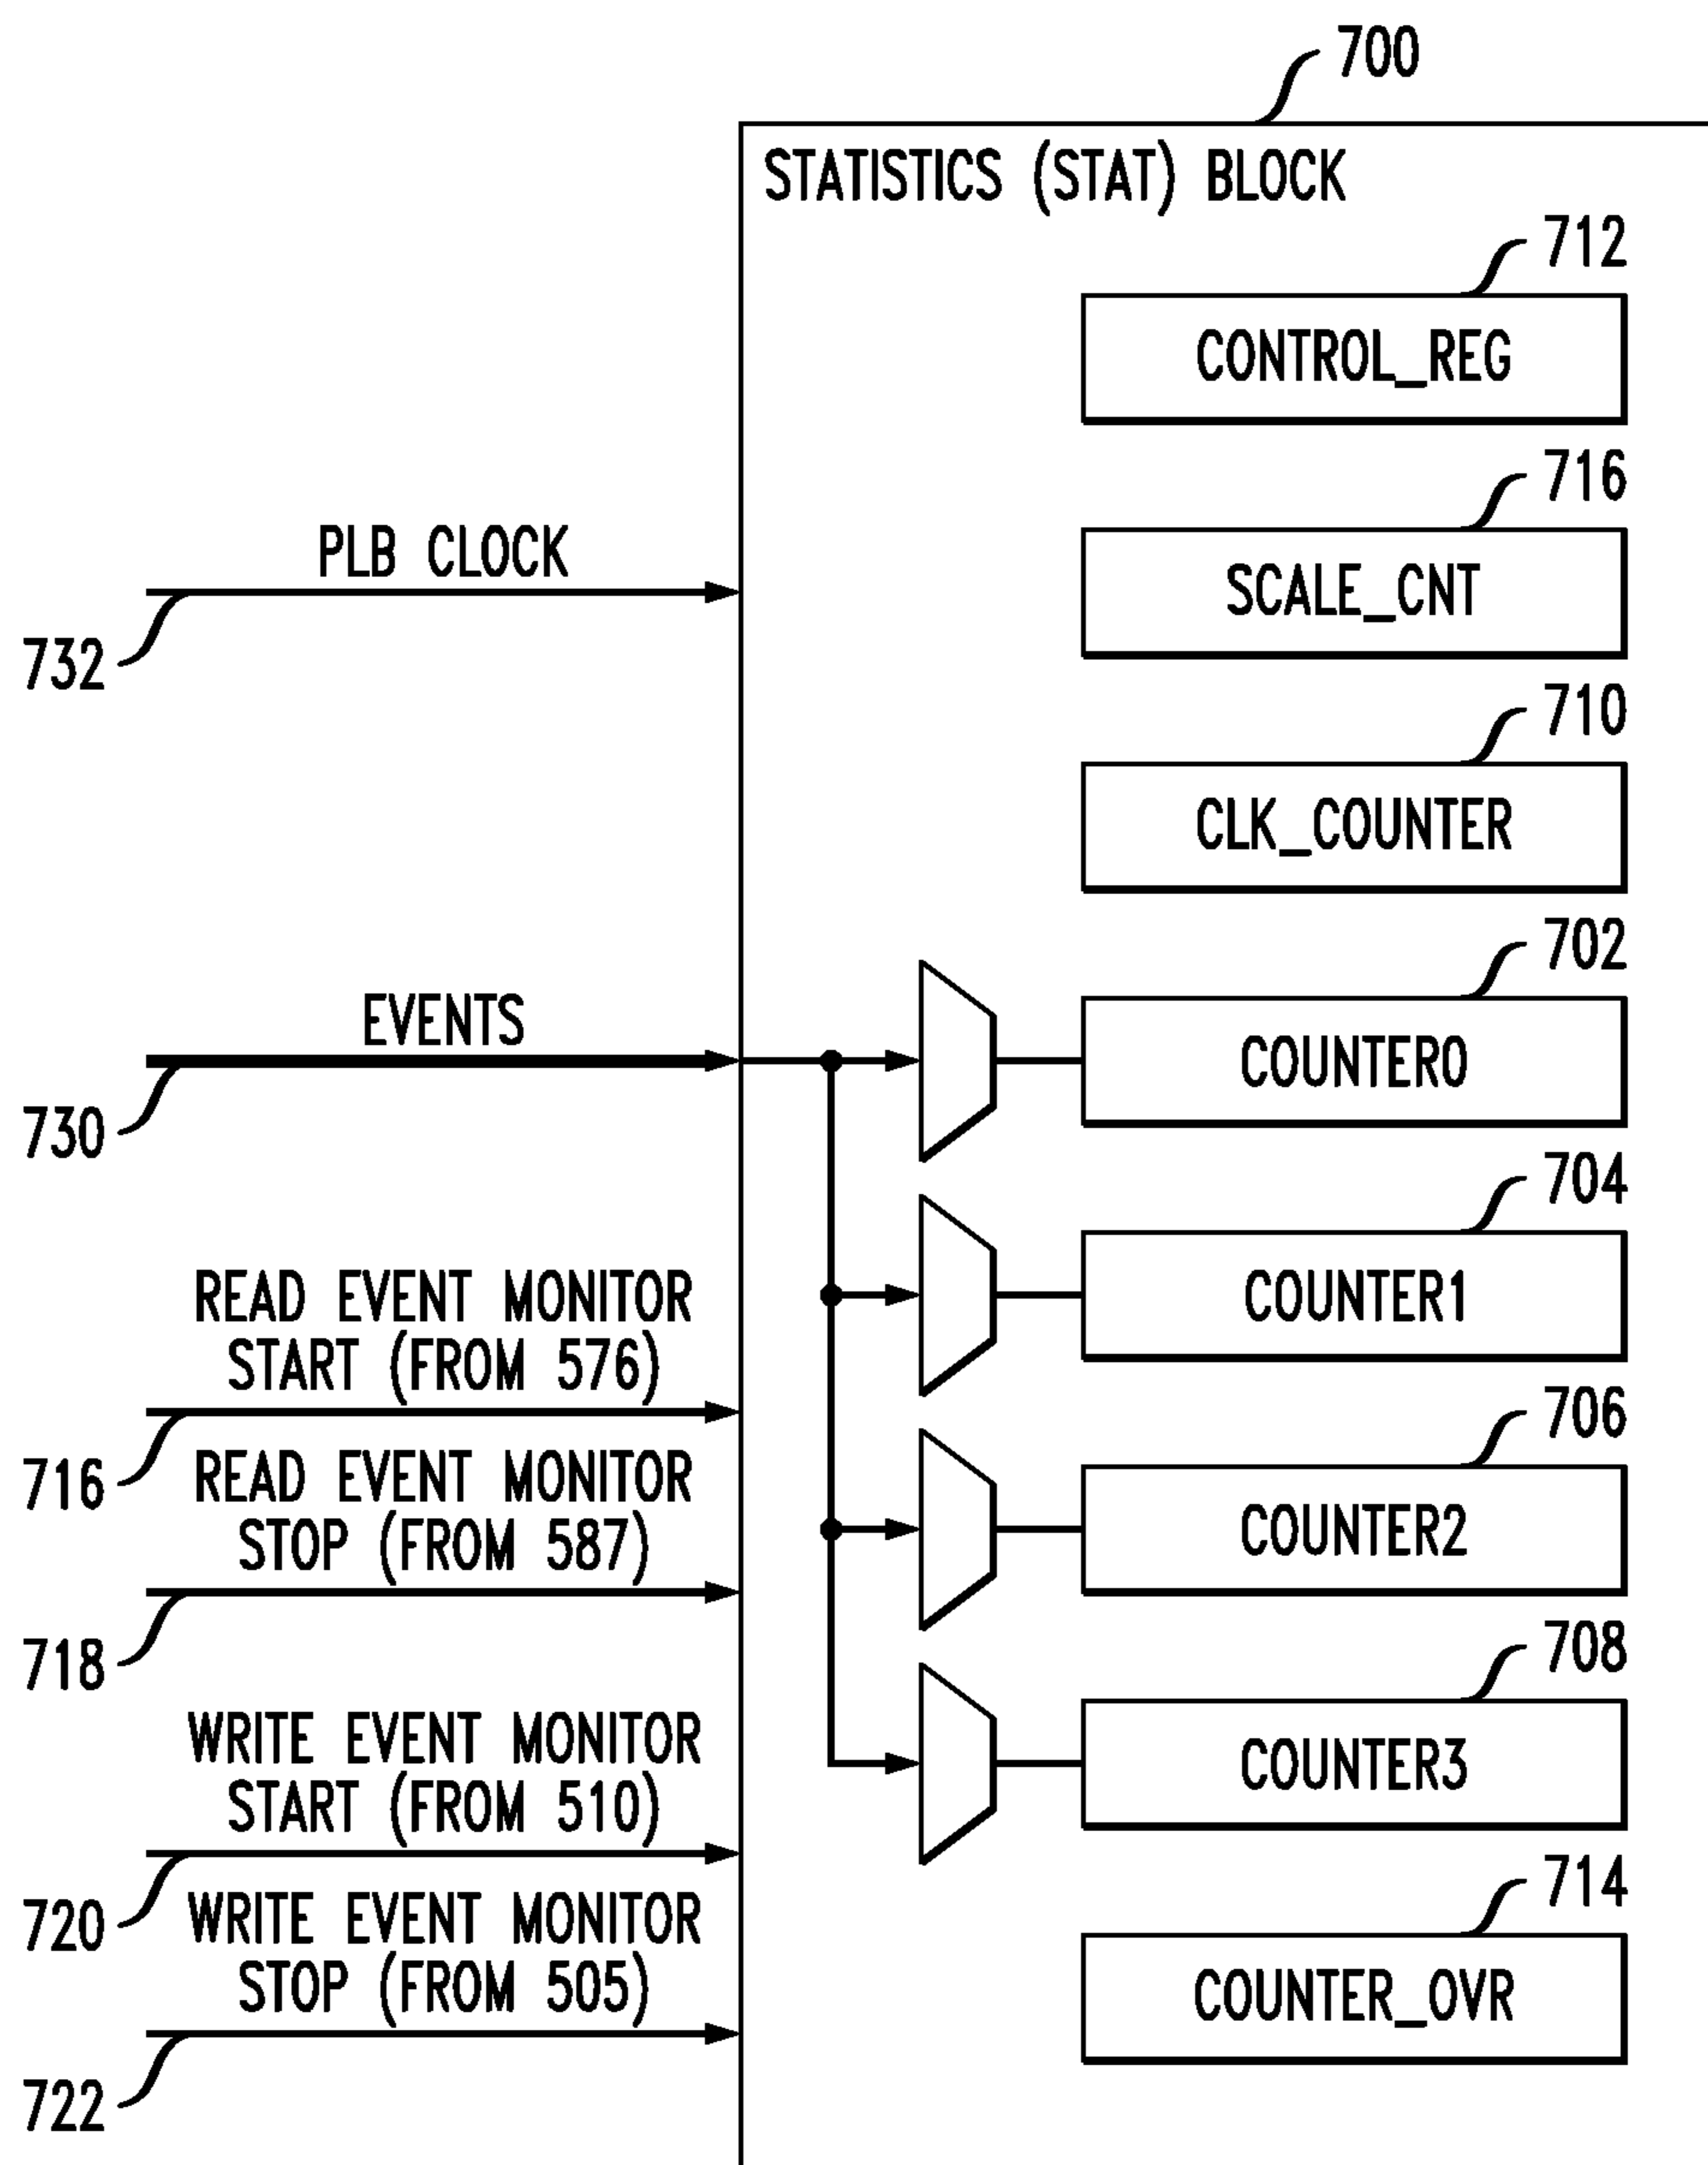 700
STATISTICS (STAT) BLOCK
712
CONTROL_REG
716
SCALE_CNT
PLB CLOCK
732
710
CLK_COUNTER
702
EVENTS
COUNTER0
730
704
READ EVENT MONITOR
START (FROM 576)
COUNTER1
716
706
READ EVENT MONITOR
STOP (FROM 587)
COUNTER2
718
708
WRITE EVENT MONITOR
START (FROM 510)
COUNTER3
720
714
WRITE EVENT MONITOR
STOP (FROM 505)
COUNTER_OVR
722